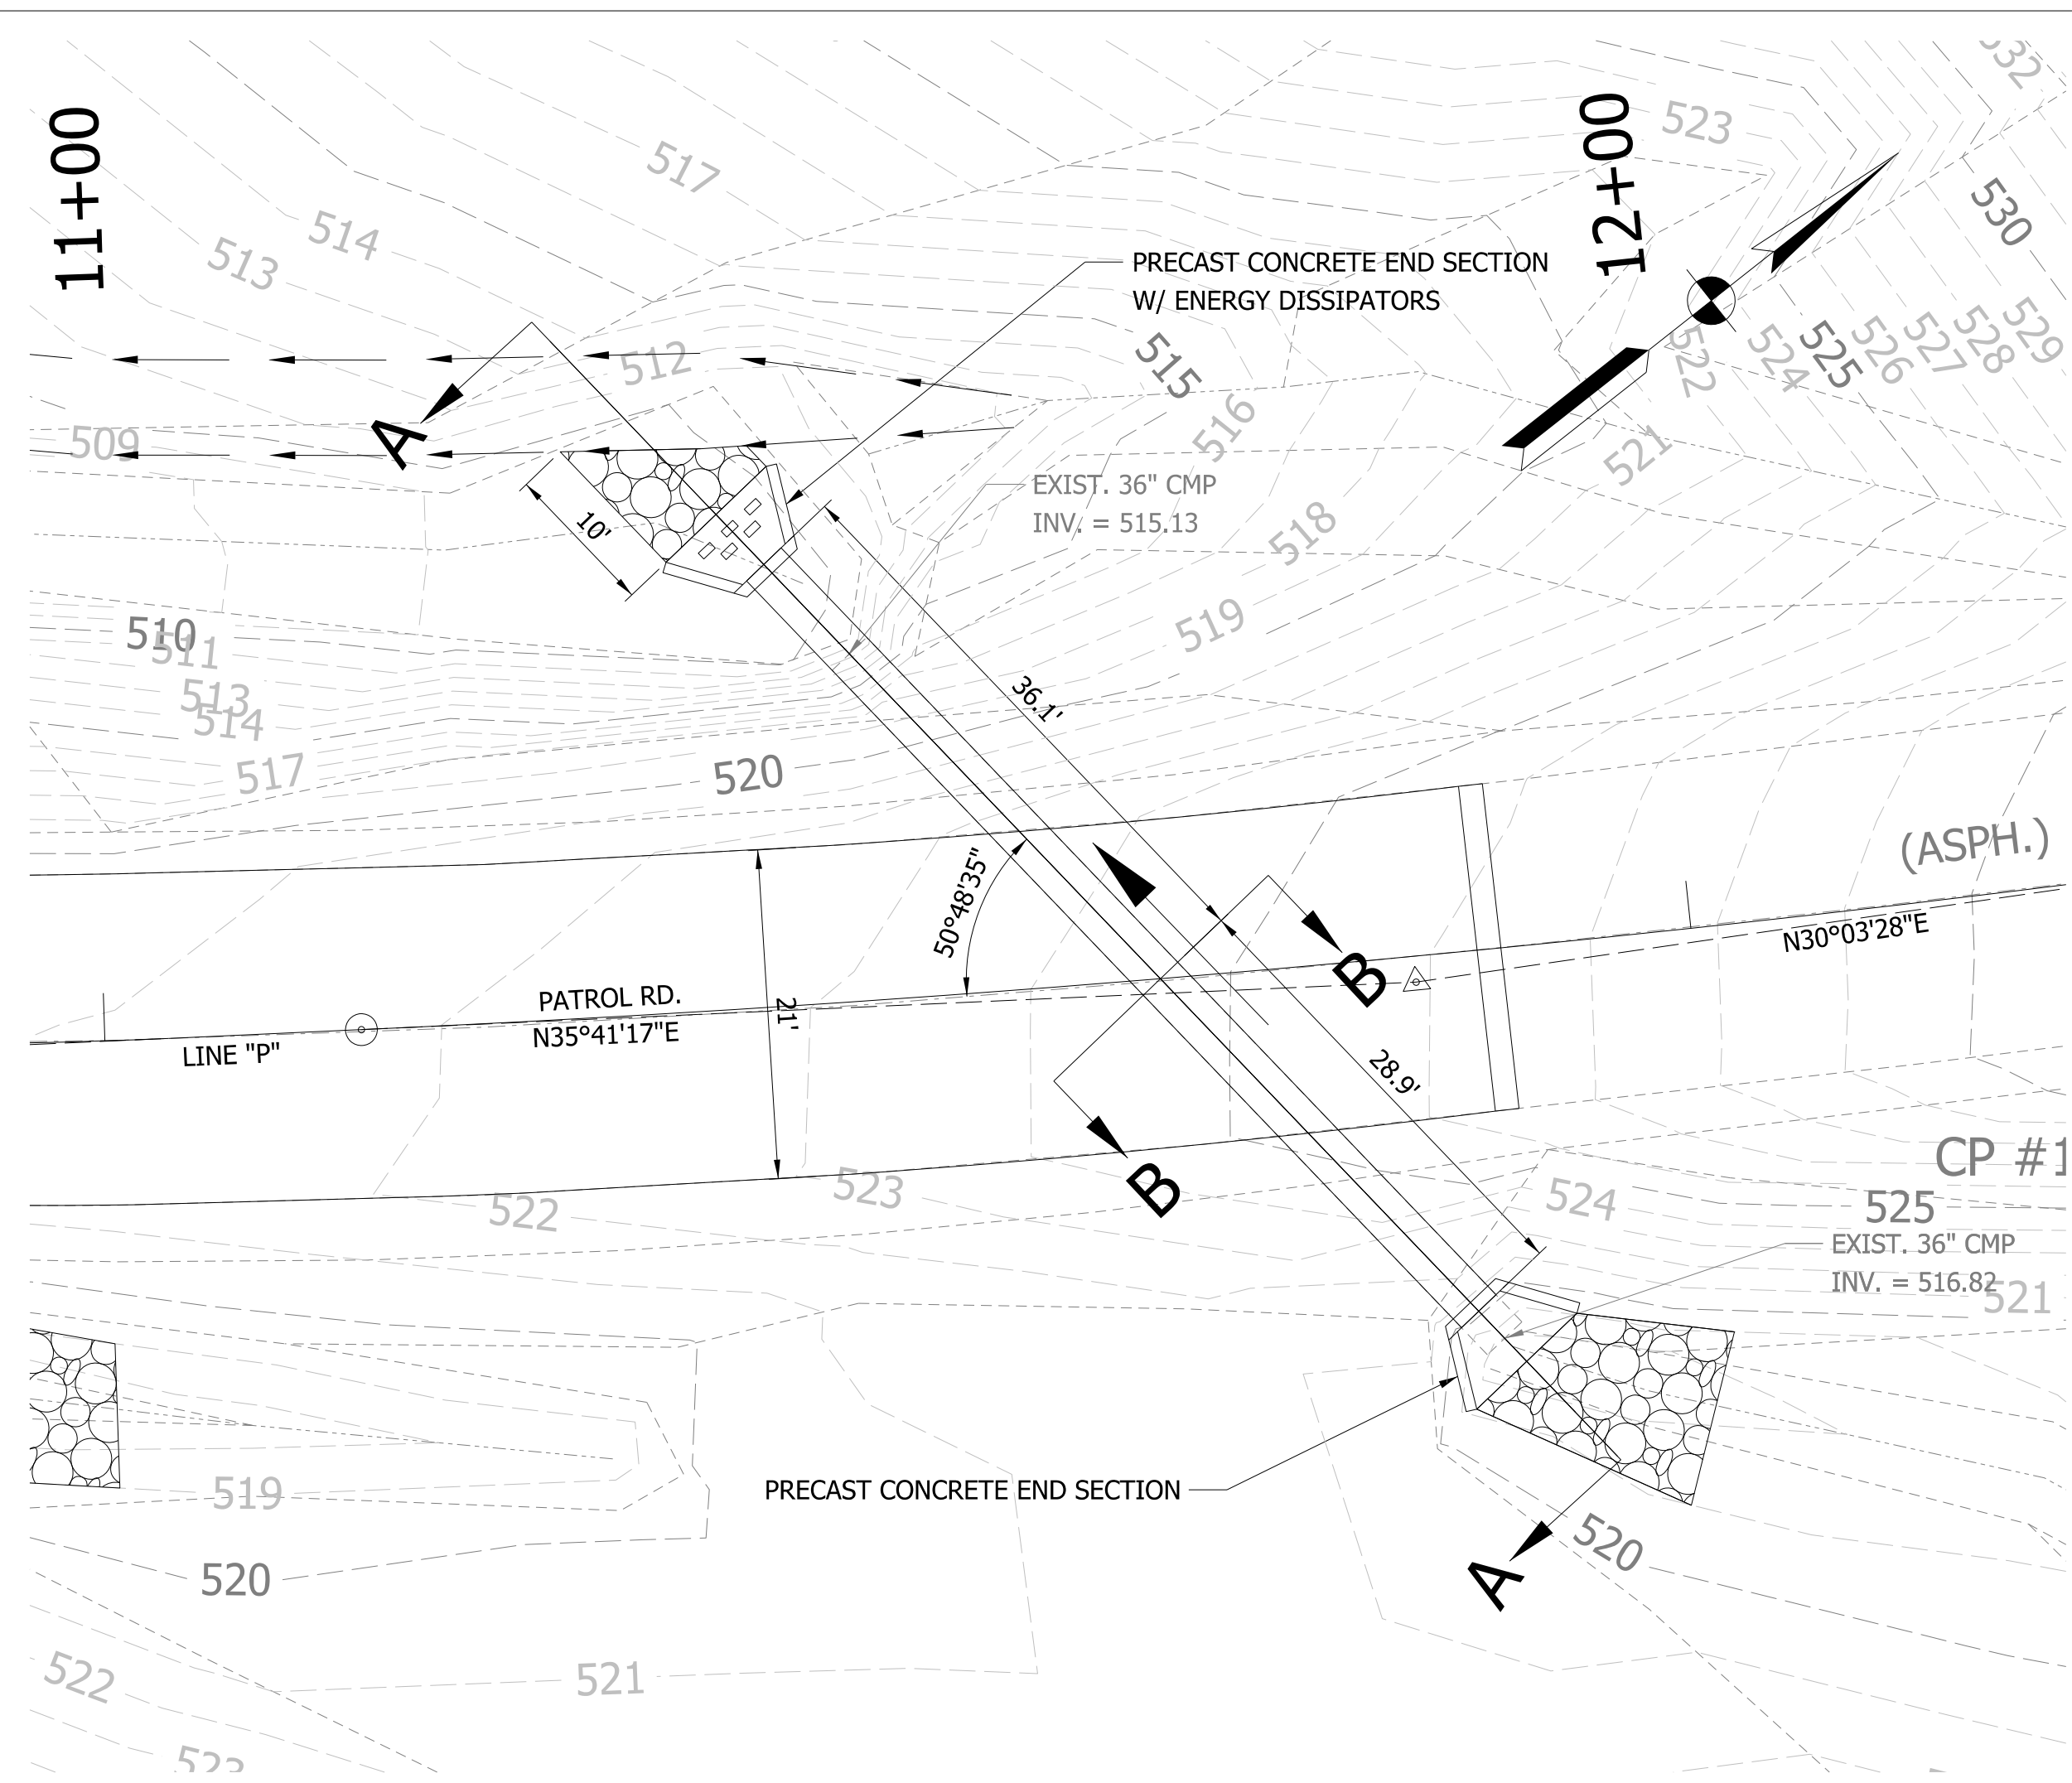 11+00
12+00
532
523
517
514
513
530
PRECAST CONCRETE END SECTION
W/ ENERGY DISSIPATORS
512
515
522
524
525
526
527
528
529
A
509
516
521
EXIST. 36" CMP
INV. = 515.13
10'
518
519
510
511
513
514
36.1'
517
520
(ASPH.)
50°48'35"
N30°03'28"E
B
PATROL RD.
21'
N35°41'17"E
LINE "P"
28.9'
CP #1
B
522
523
524
525
EXIST. 36" CMP
INV. = 516.82
521
PRECAST CONCRETE END SECTION
519
520
520
A
522
521
523